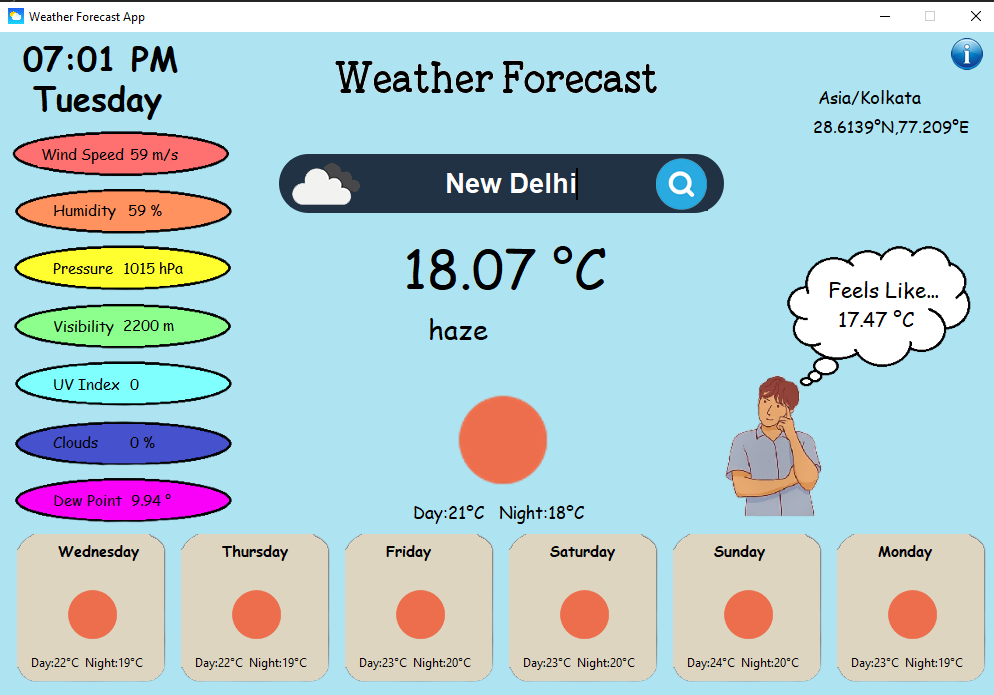 Weather Forecast App
07:01 PM
Tuesday
Weather Forecast
i
Asia/Kolkata
28.6139°N,77.209°E
Wind Speed 59 m/s
Humidity 59 %
Pressure 1015 hPa
Visibility 2200 m
UV Index 0
Clouds 0 %
Dew Point 9.94 °
New Delhi
18.07 °C
haze
Feels Like...
17.47 °C
Day:21°C Night:18°C
Wednesday
Day:22°C Night:19°C
Thursday
Day:22°C Night:19°C
Friday
Day:23°C Night:20°C
Saturday
Day:23°C Night:20°C
Sunday
Day:24°C Night:20°C
Monday
Day:23°C Night:19°C